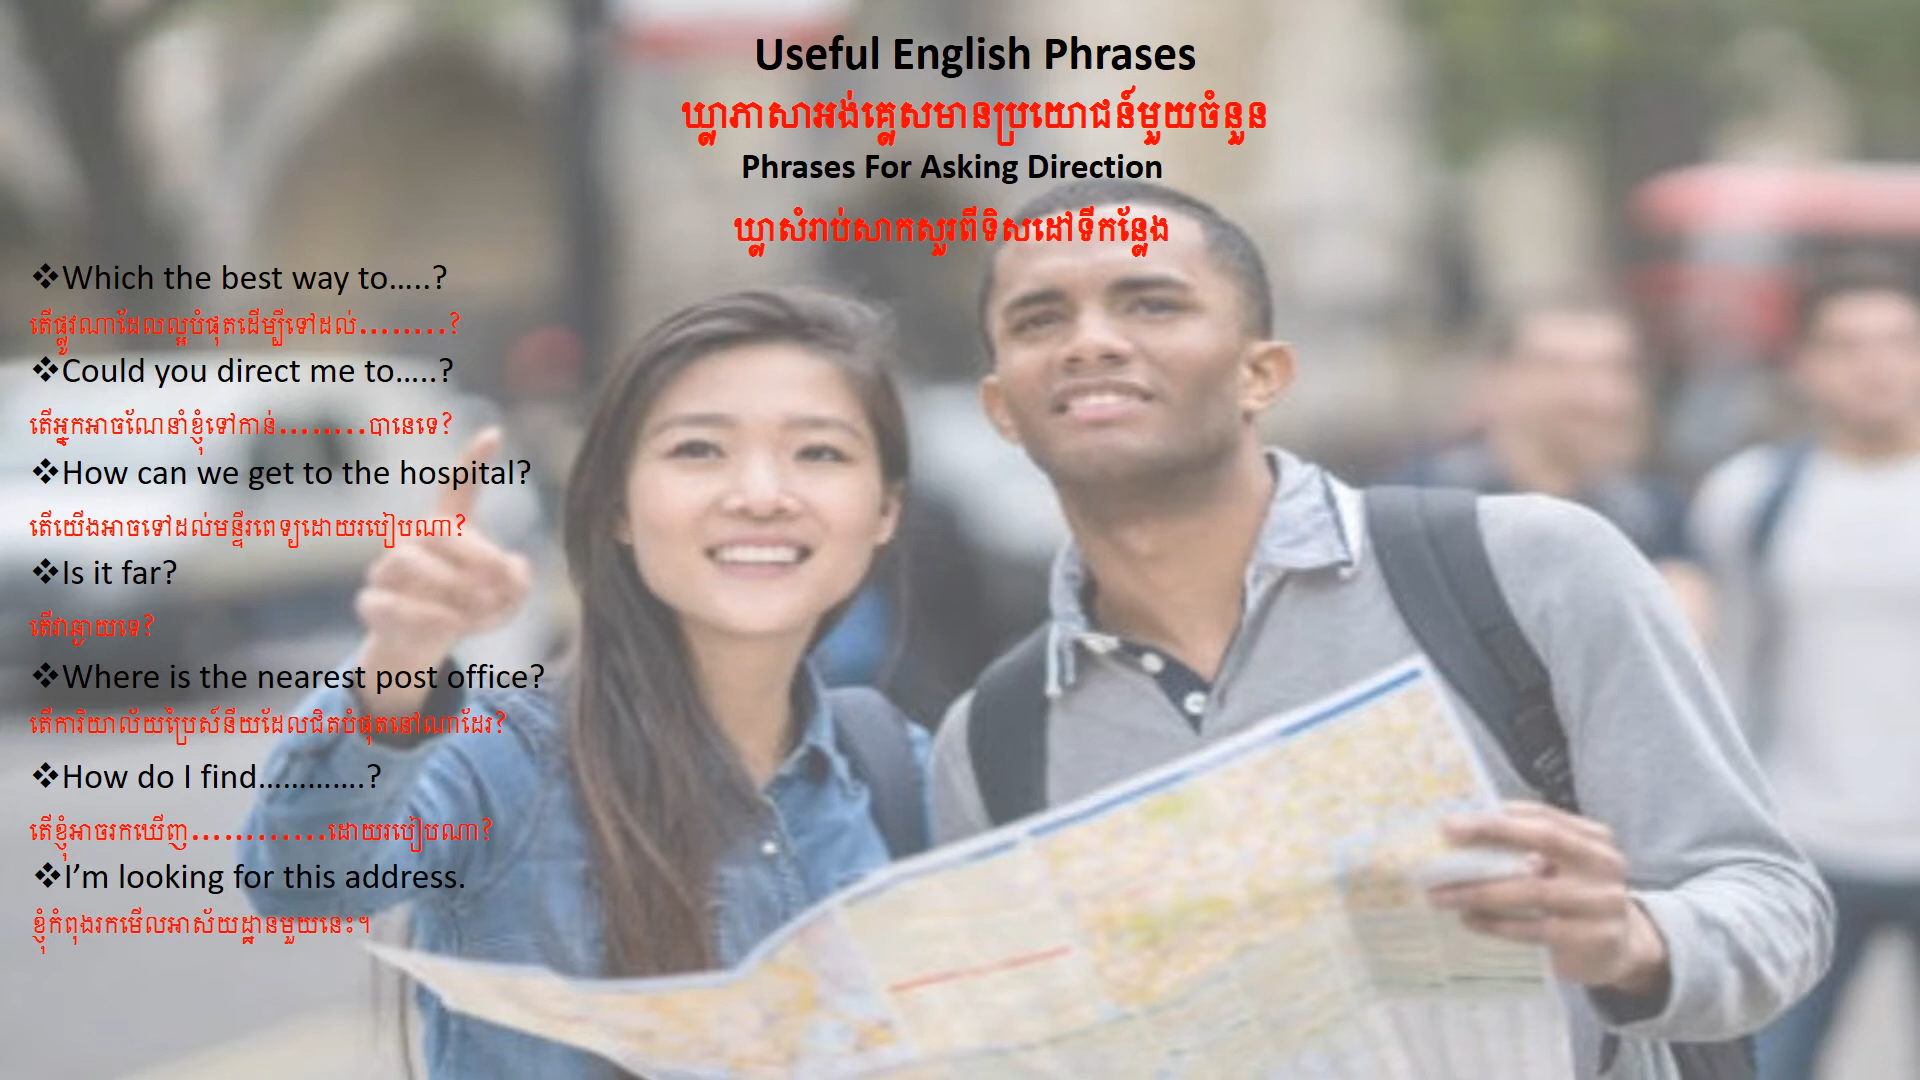 Useful English Phrases
ឃ្លាភាសាអង់គ្លេសមានប្រយោជន៍មួយចំនួន
Phrases For Asking Direction
ឃ្លាសំរាប់សាកសួរពីទិសដៅទីកន្លែង
❖Which the best way to…..?
តើផ្លូវណាដែលល្អបំផុតដើម្បីទៅដល់........?
❖Could you direct me to…..?
តើអ្នកអាចណែនាំខ្ញុំទៅកាន់........បានេទេ?
❖How can we get to the hospital?
តើយើងអាចទៅដល់មន្ទីរពេទ្យដោយរបៀបណា?
❖Is it far?
តើវាឆ្ងាយទេ?
❖Where is the nearest post office?
តើការិយាល័យប្រៃស៍នីយដែលជិតបំផុតនៅណាដែរ?
❖How do I find………….?
តើខ្ញុំអាចរកឃើញ............ដោយរបៀបណា?
❖I’m looking for this address.
ខ្ញុំកំពុងរកមើលអាស័យដ្ឋានមួយនេះ។